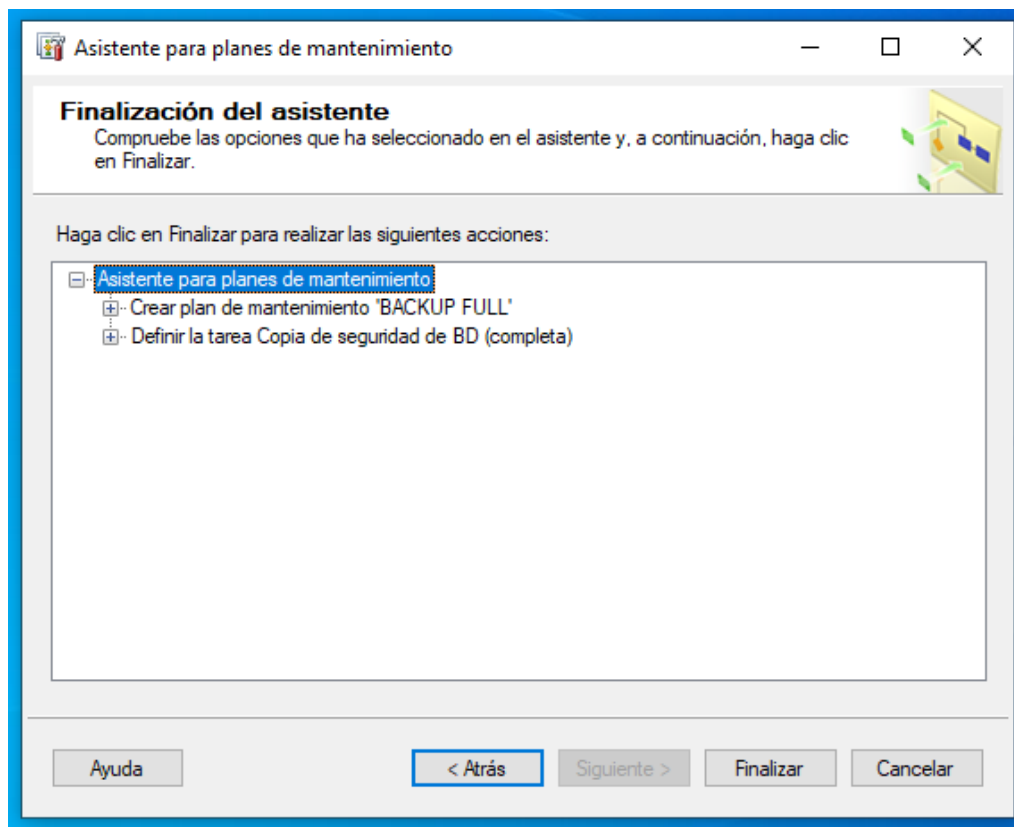 Asistente para planes de mantenimiento
Finalización del asistente
Compruebe las opciones que ha seleccionado en el asistente y, a continuación, haga clic
en Finalizar.
Haga clic en Finalizar para realizar las siguientes acciones:
Asistente para planes de mantenimiento
Crear plan de mantenimiento "BACKUP FULL"
Definir la tarea Copia de seguridad de BD (completa)
Ayuda
< Atrás
Siguiente >
Finalizar
Cancelar